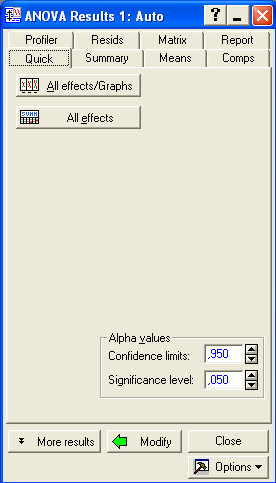 ANOVA Results 1: Auto
Profiler Resids Matrix Report
Quick Summary Means Comps
All effects/Graphs
SUMM All effects
Alpha values
Confidence limits: ,950
Significance level: ,050
More results Modify Close
Options